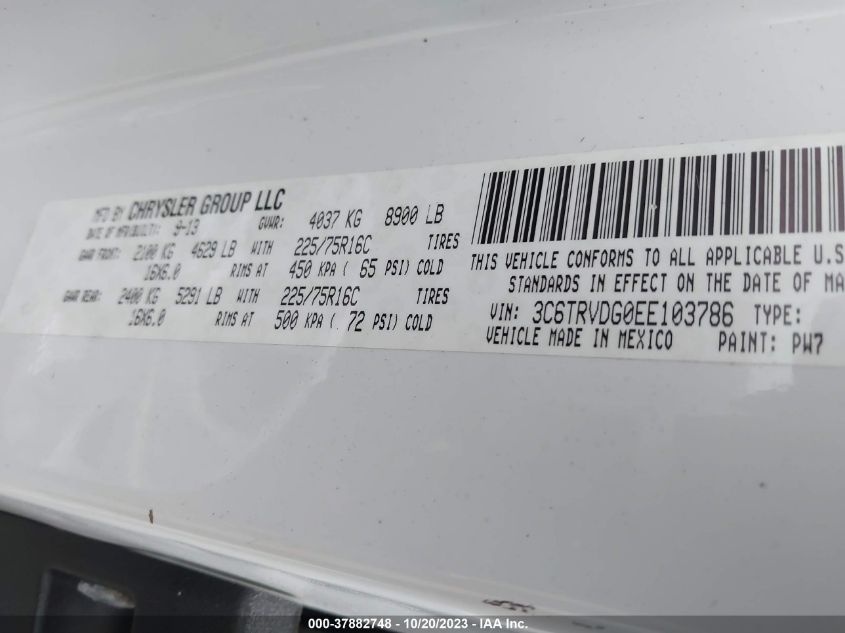 MFD BY CHRYSLER GROUP LLC
DATE OF MFR(BUILT): 9-13 GVWR: 4037 KG 8900 LB
GAWR FRONT: 2100 KG 4629 LB WITH 225/75R16C TIRES
16X6.0 RIMS AT 450 KPA ( 65 PSI) COLD
GAWR REAR: 2400 KG 5291 LB WITH 225/75R16C TIRES
16X6.0 RIMS AT 500 KPA ( 72 PSI) COLD
THIS VEHICLE CONFORMS TO ALL APPLICABLE U.S
STANDARDS IN EFFECT ON THE DATE OF MA
VIN: 3C6TRVDG0EE103786 TYPE:
VEHICLE MADE IN MEXICO PAINT: PW7
000-37882748 - 10/20/2023 - IAA Inc.